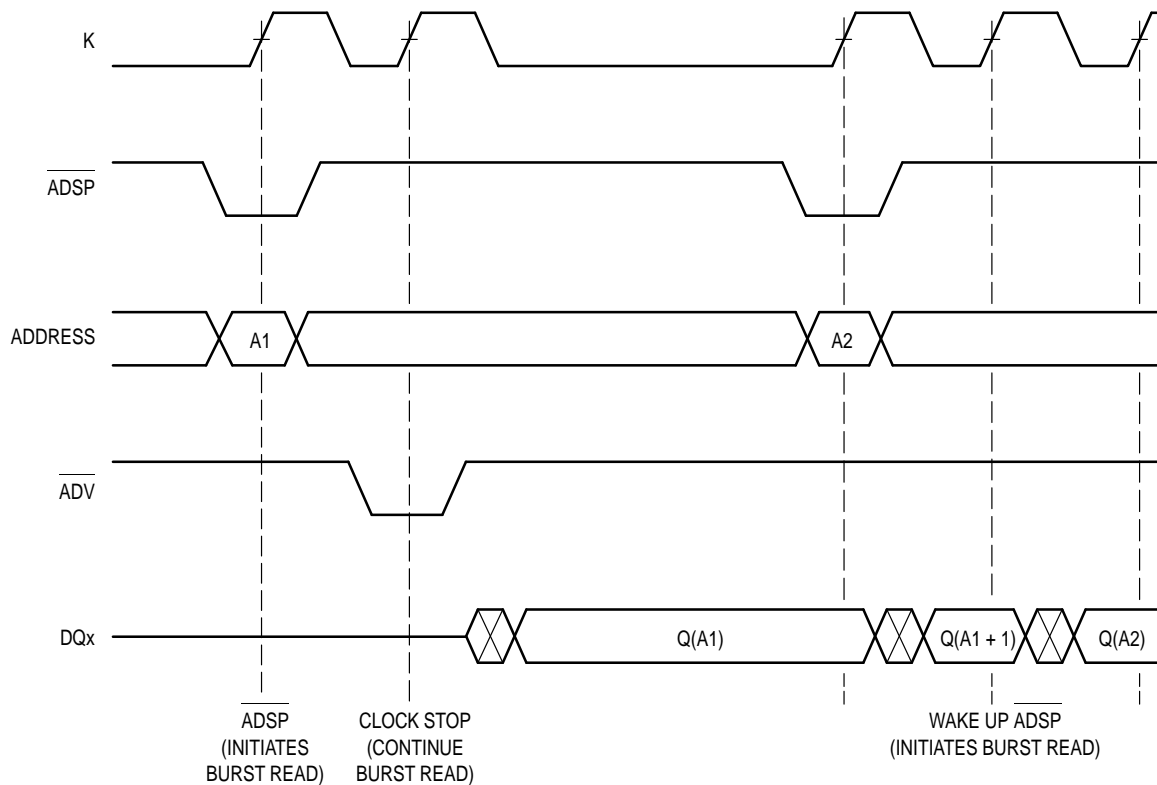 K
ADSP
ADDRESS
A1
A2
ADV
DQx
Q(A1)
Q(A1 + 1)
Q(A2)
ADSP
(INITIATES
BURST READ)
CLOCK STOP
(CONTINUE
BURST READ)
WAKE UP ADSP
(INITIATES BURST READ)